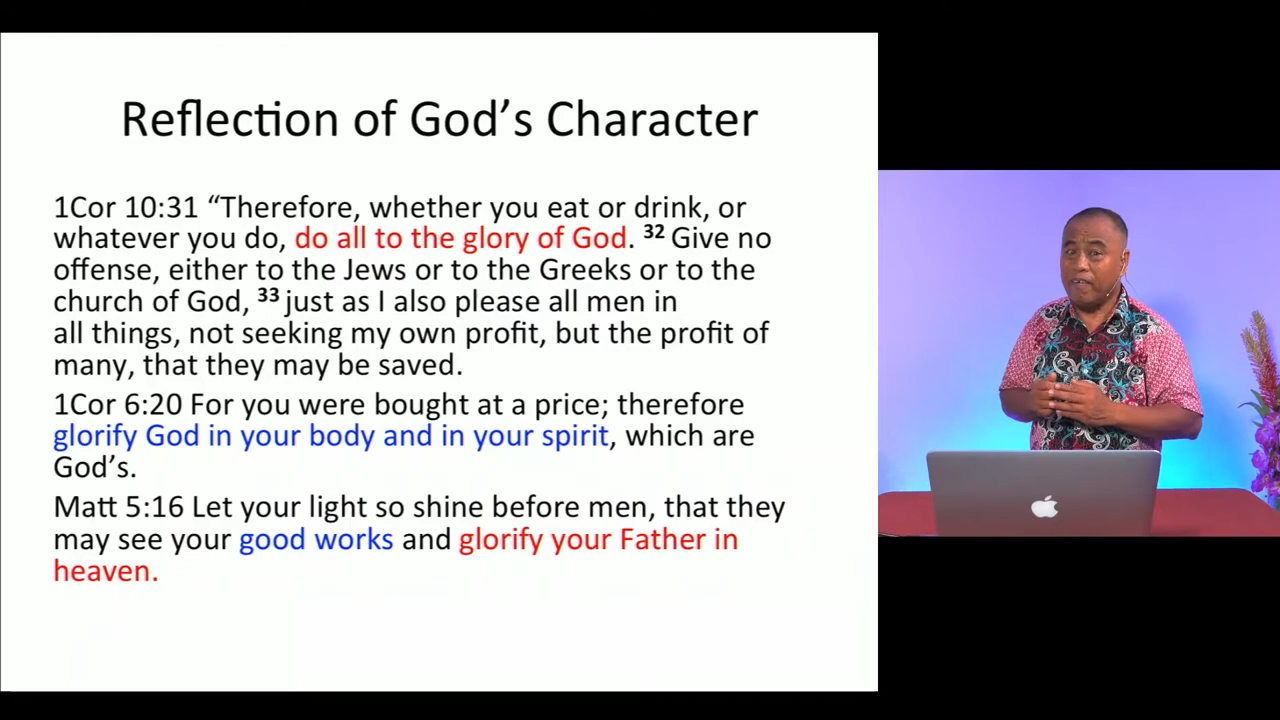 Reflection of God’s Character
1Cor 10:31 “Therefore, whether you eat or drink, or
whatever you do, do all to the glory of God. 32 Give no
offense, either to the Jews or to the Greeks or to the
church of God, 33 just as I also please all men in
all things, not seeking my own profit, but the profit of
many, that they may be saved.
1Cor 6:20 For you were bought at a price; therefore
glorify God in your body and in your spirit, which are
God’s.
Matt 5:16 Let your light so shine before men, that they
may see your good works and glorify your Father in
heaven.